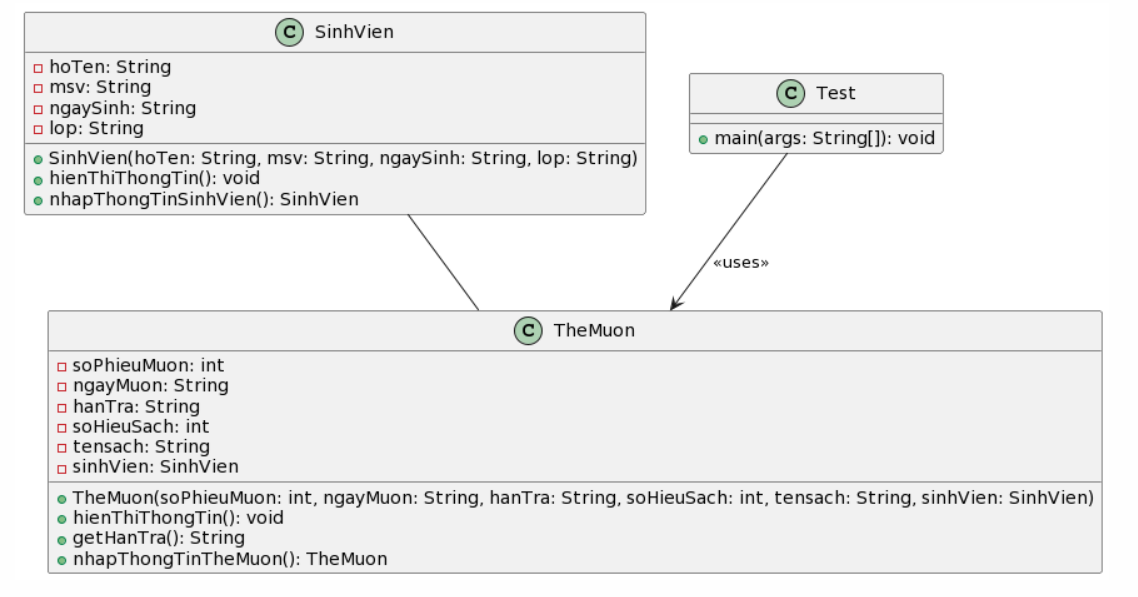 C SinhVien
hoTen: String
msv: String
ngaySinh: String
lop: String
SinhVien(hoTen: String, msv: String, ngaySinh: String, lop: String)
hienThiThongTin(): void
nhapThongTinSinhVien(): SinhVien
C Test
main(args: String[]): void
«uses»
C TheMuon
soPhieuMuon: int
ngayMuon: String
hanTra: String
soHieuSach: int
tensach: String
sinhVien: SinhVien
TheMuon(soPhieuMuon: int, ngayMuon: String, hanTra: String, soHieuSach: int, tensach: String, sinhVien: SinhVien)
hienThiThongTin(): void
getHanTra(): String
nhapThongTinTheMuon(): TheMuon